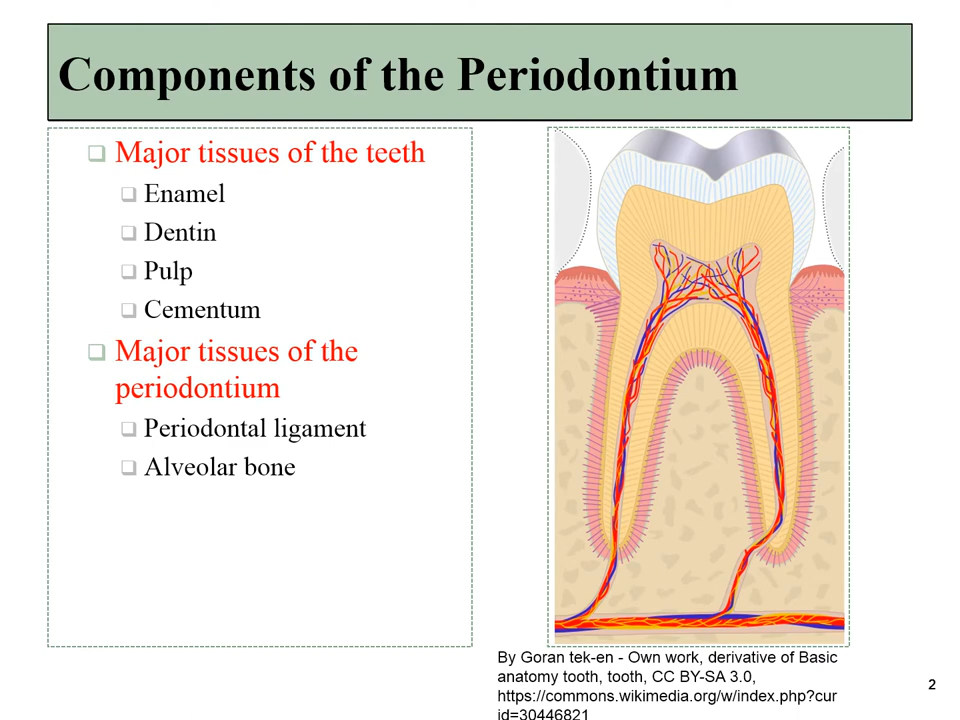 Components of the Periodontium
Major tissues of the teeth
Enamel
Dentin
Pulp
Cementum
Major tissues of the
periodontium
Periodontal ligament
Alveolar bone
By Goran tek-en - Own work, derivative of Basic
anatomy tooth, tooth, CC BY-SA 3.0,
https://commons.wikimedia.org/w/index.php?cur
id=30446821
2